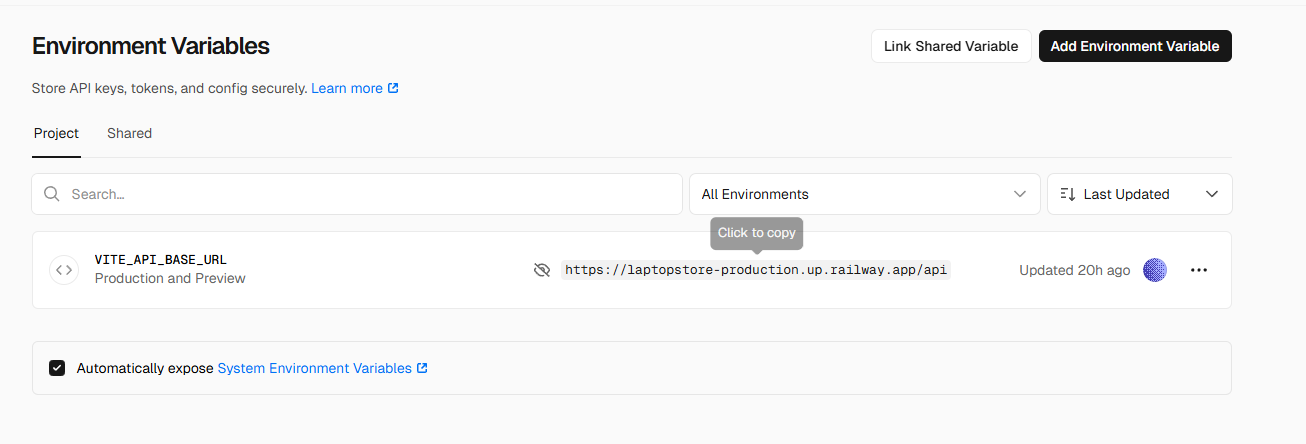 Environment Variables
Link Shared Variable
Add Environment Variable
Store API keys, tokens, and config securely. Learn more
Project
Shared
Search...
All Environments
Last Updated
Click to copy
VITE_API_BASE_URL
Production and Preview
https://laptopstore-production.up.railway.app/api
Updated 20h ago
Automatically expose System Environment Variables